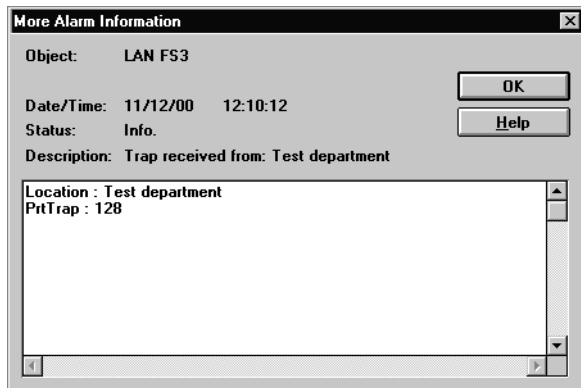 More Alarm Information
Object: LAN FS3
OK
Date/Time: 11/12/00 12:10:12
Help
Status: Info.
Description: Trap received from: Test department
Location : Test department
PrtTrap : 128